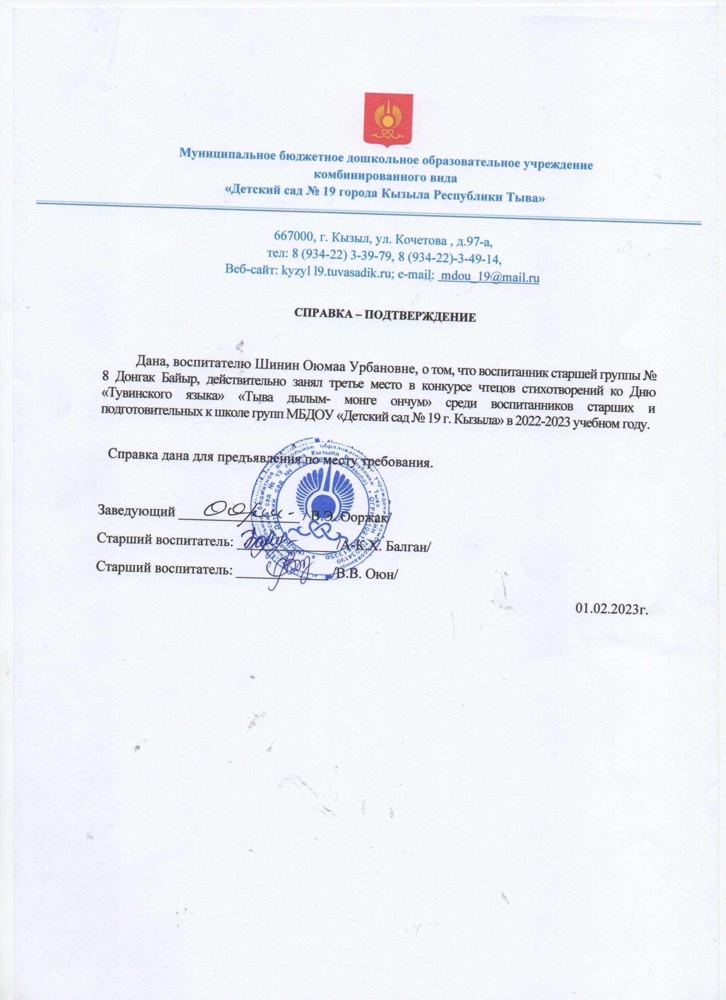 Муниципальное бюджетное дошкольное образовательное учреждение
комбинированного вида
«Детский сад № 19 города Кызыла Республики Тыва»
667000, г. Кызыл, ул. Кочетова , д.97-а,
тел: 8 (934-22) 3-39-79, 8 (934-22)-3-49-14,
Веб-сайт: kyzyl l9.tuvasadik.ru; e-mail: mdou_19@mail.ru
СПРАВКА – ПОДТВЕРЖДЕНИЕ
Дана, воспитателю Шинин Оюмаа Урбановне, о том, что воспитанник старшей группы №
8 Донгак Байыр, действительно занял третье место в конкурсе чтецов стихотворений ко Дню
«Тувинского языка» «Тыва дылым- монге ончум» среди воспитанников старших и
подготовительных к школе групп МБДОУ «Детский сад № 19 г. Кызыла» в 2022-2023 учебном году.
Справка дана для предъявления по месту требования.
Заведующий / В.Э. Ооржак/
Старший воспитатель: /А-К.Х. Балган/
Старший воспитатель: /В.В. Оюн/
01.02.2023г.